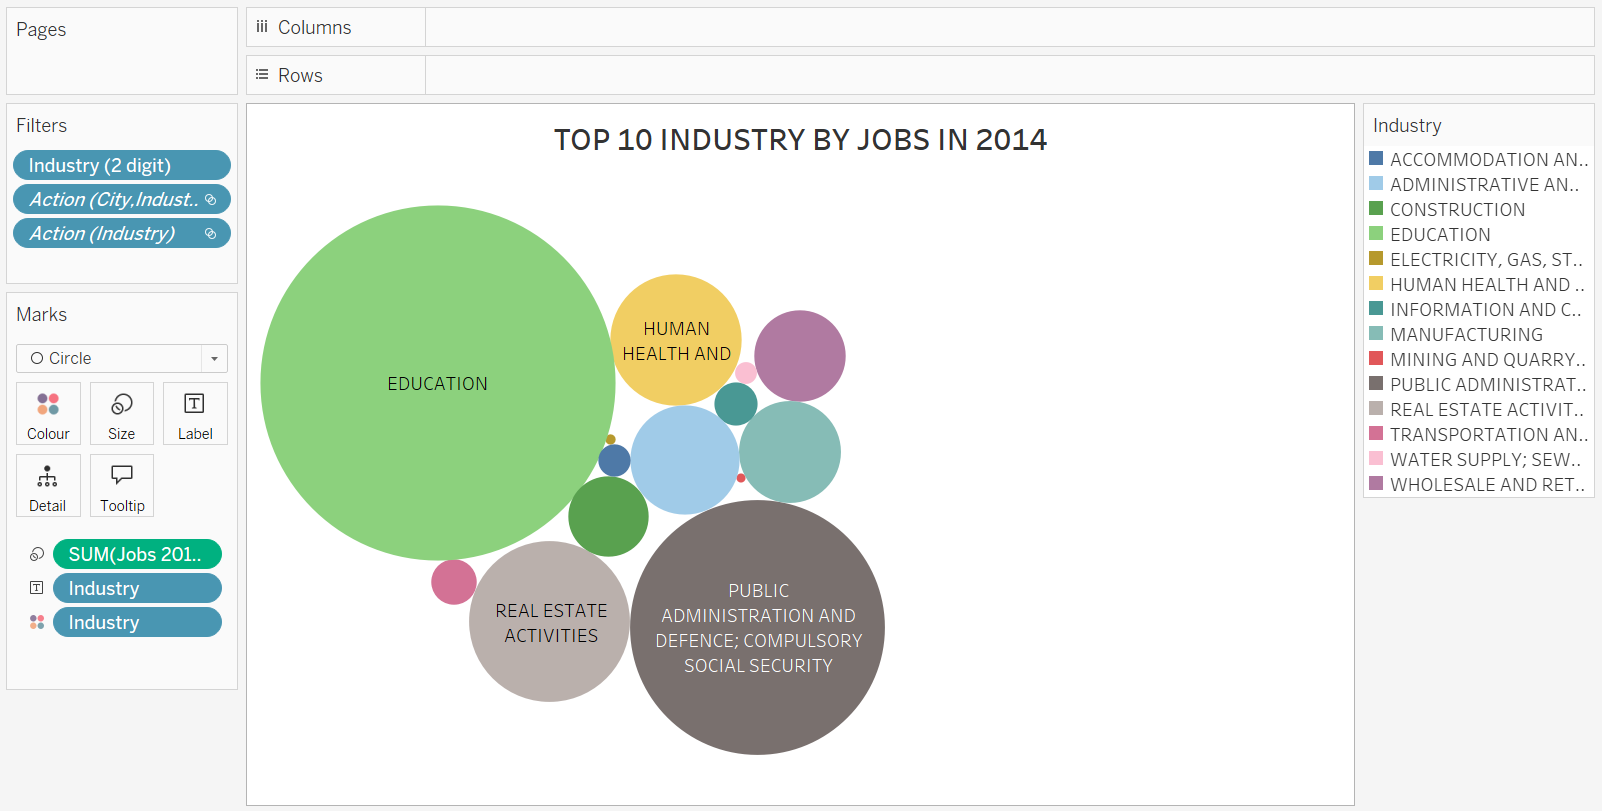 Pages
Columns
Rows
Filters
Industry (2 digit)
Action (City,Indust..
Action (Industry)
Marks
Circle
Colour
Size
Label
Detail
Tooltip
SUM(Jobs 201..
Industry
Industry
TOP 10 INDUSTRY BY JOBS IN 2014
EDUCATION
HUMAN
HEALTH AND
REAL ESTATE
ACTIVITIES
PUBLIC
ADMINISTRATION AND
DEFENCE; COMPULSORY
SOCIAL SECURITY
Industry
ACCOMMODATION AN..
ADMINISTRATIVE AN..
CONSTRUCTION
EDUCATION
ELECTRICITY, GAS, ST..
HUMAN HEALTH AND ..
INFORMATION AND C..
MANUFACTURING
MINING AND QUARRY..
PUBLIC ADMINISTRAT..
REAL ESTATE ACTIVIT..
TRANSPORTATION AN..
WATER SUPPLY; SEW..
WHOLESALE AND RET..